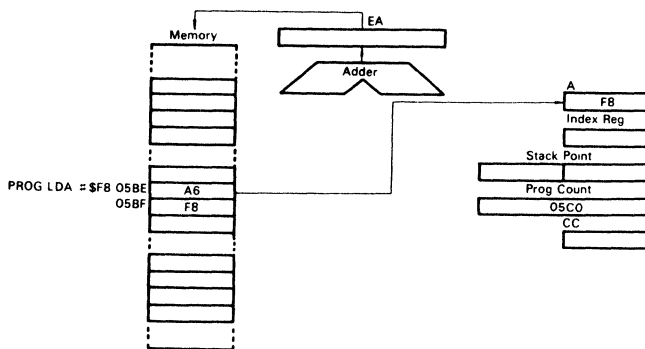 EA
Memory
Adder
A
F8
Index Reg
Stack Point
PROG LDA #$F8 05BE
A6
Prog Count
05BF
F8
05C0
CC